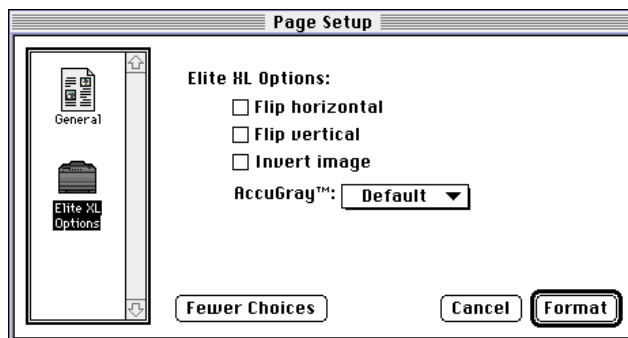 Page Setup
General
Elite XL
Options
Elite XL Options:
Flip horizontal
Flip vertical
Invert image
AccuGray™: Default
Fewer Choices Cancel Format